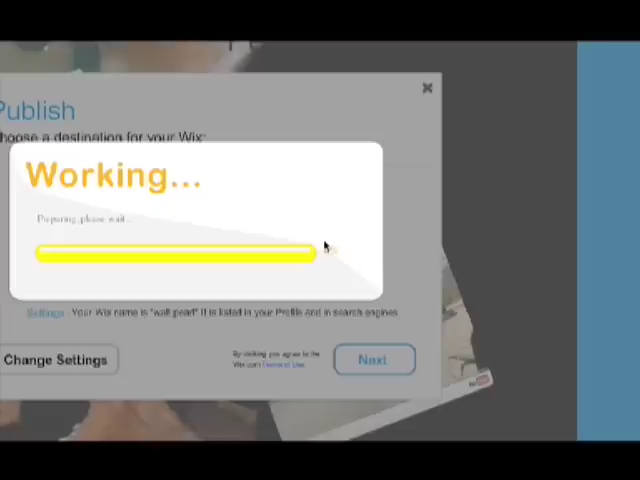 Publish
hoose a destination for your Wix:
Working...
Preparing, please wait...
Settings Your Wix name is "walt pearl" It is listed in your Profile and in search engines
Change Settings
By clicking you agree to the
Wix.com Terms of Use
Next